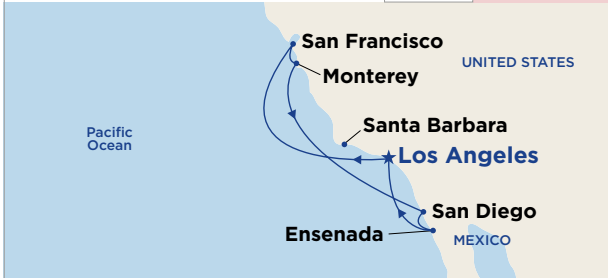 San Francisco
Monterey
UNITED STATES
Pacific
Ocean
Santa Barbara
Los Angeles
San Diego
Ensenada
MEXICO